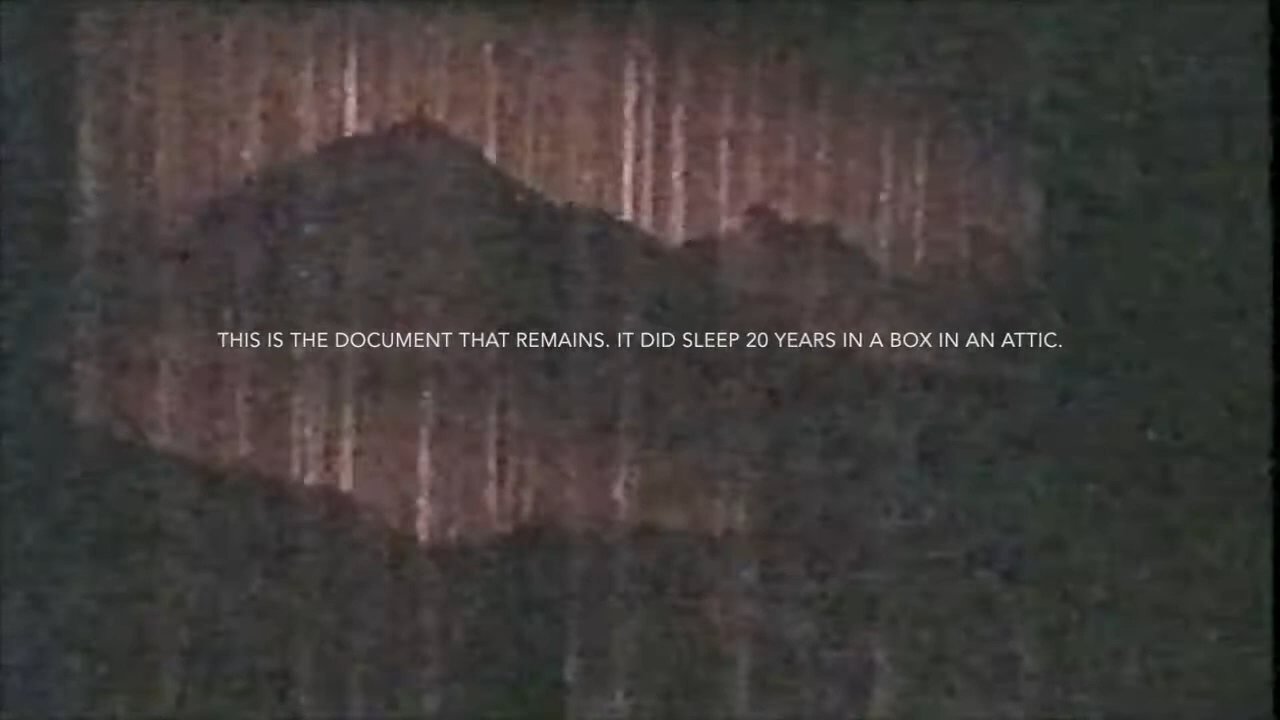 THIS IS THE DOCUMENT THAT REMAINS. IT DID SLEEP 20 YEARS IN A BOX IN AN ATTIC.